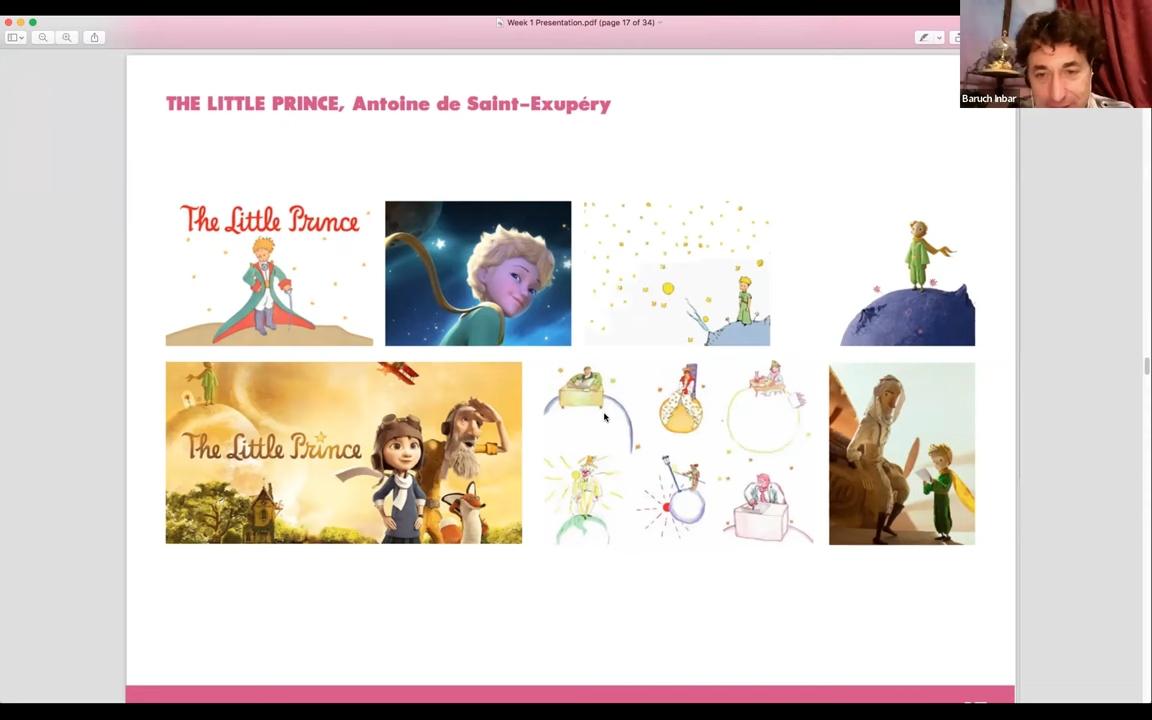 Week 1 Presentation.pdf (page 17 of 34)
Baruch Inbar
THE LITTLE PRINCE, Antoine de Saint-Exupéry
The Little Prince
The Little Prince